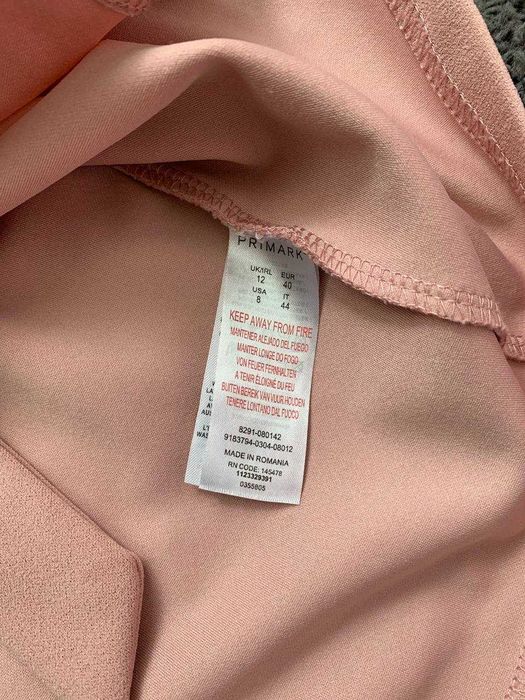 PRIMARK
UK/IRL EUR
12 40
USA IT
8 44
KEEP AWAY FROM FIRE
MANTENER ALEJADO DEL FUEGO
MANTER LONGE DO FOGO
VON FEUER FERNHALTEN
A TENIR ÉLOIGNÉ DU FEU
BUITEN BEREIK VAN VUUR HOUDEN
TENERE LONTANO DAL FUOCO
8291-080142
9183794-0304-08012
MADE IN ROMANIA
RN CODE: 145478
1123329391
0355805